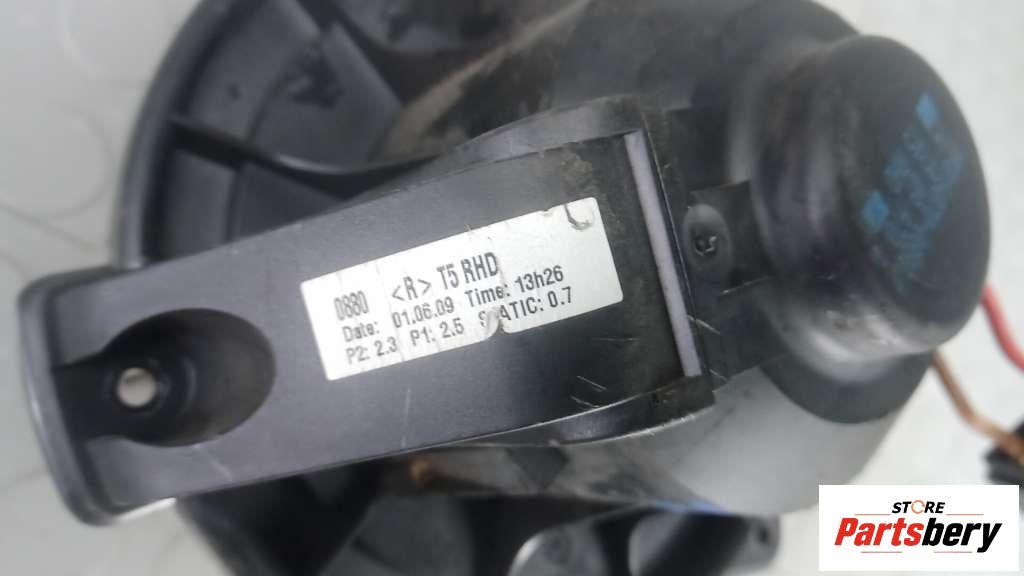 0880 <R> T5 RHD
Date: 01.06.09 Time: 13h26
P2: 2.3 P1: 2.5 STATIC: 0.7
STORE
Partsbery